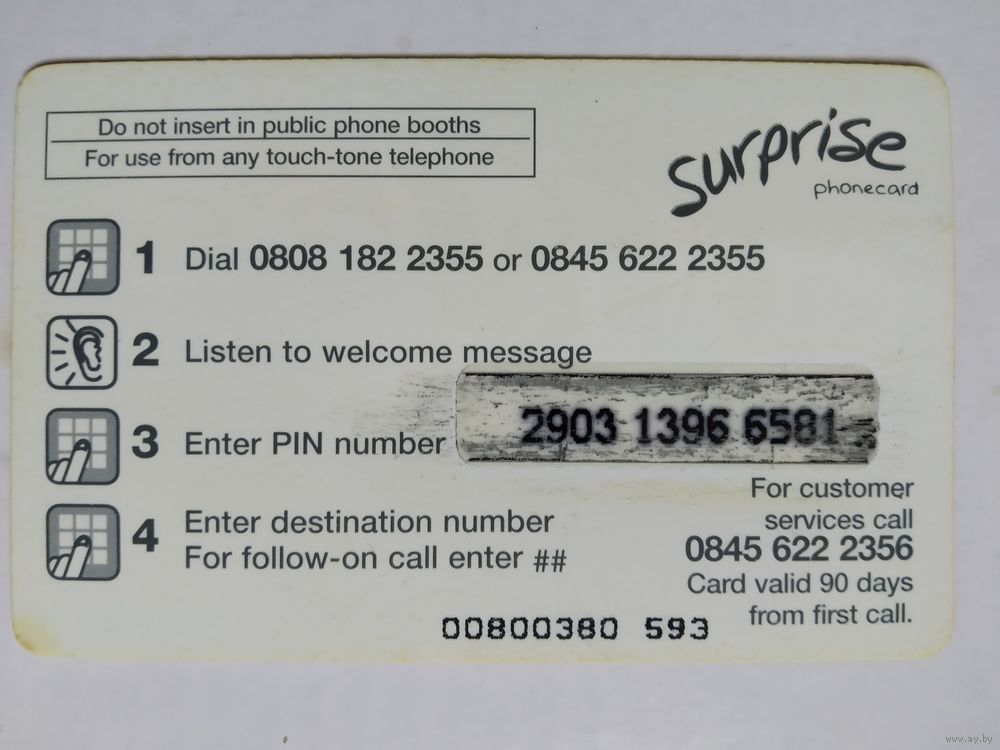 Do not insert in public phone booths
For use from any touch-tone telephone
surprise
phonecard
1 Dial 0808 182 2355 or 0845 622 2355
2 Listen to welcome message
3 Enter PIN number 2903 1396 6581
4 Enter destination number
For follow-on call enter ##
For customer
services call
0845 622 2356
Card valid 90 days
from first call.
00800380 593
www.ay.by